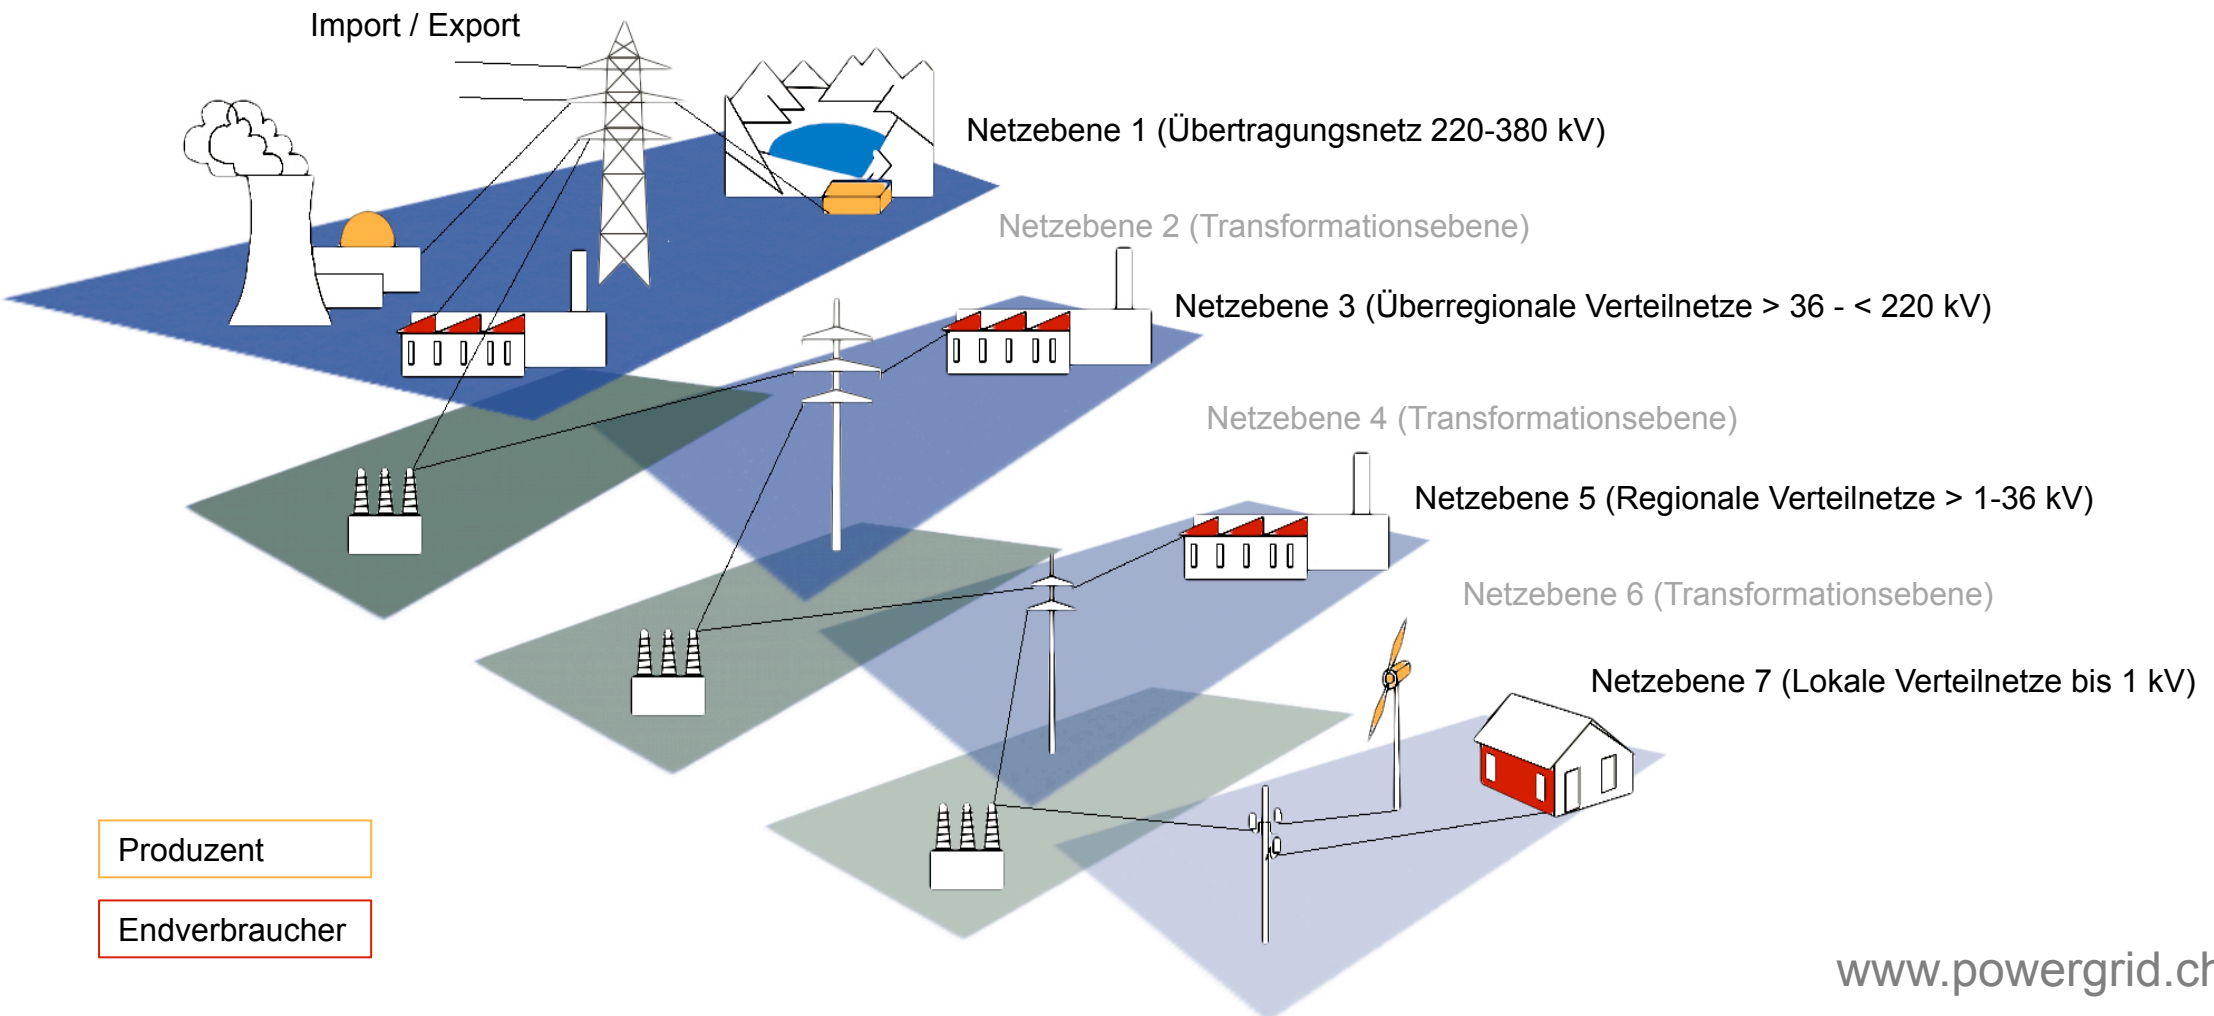 Import / Export
Netzebene 1 (Übertragungsnetz 220-380 kV)
Netzebene 2 (Transformationsebene)
Netzebene 3 (Überregionale Verteilnetze > 36 - < 220 kV)
Netzebene 4 (Transformationsebene)
Netzebene 5 (Regionale Verteilnetze > 1-36 kV)
Netzebene 6 (Transformationsebene)
Netzebene 7 (Lokale Verteilnetze bis 1 kV)
Produzent
Endverbraucher
www.powergrid.ch